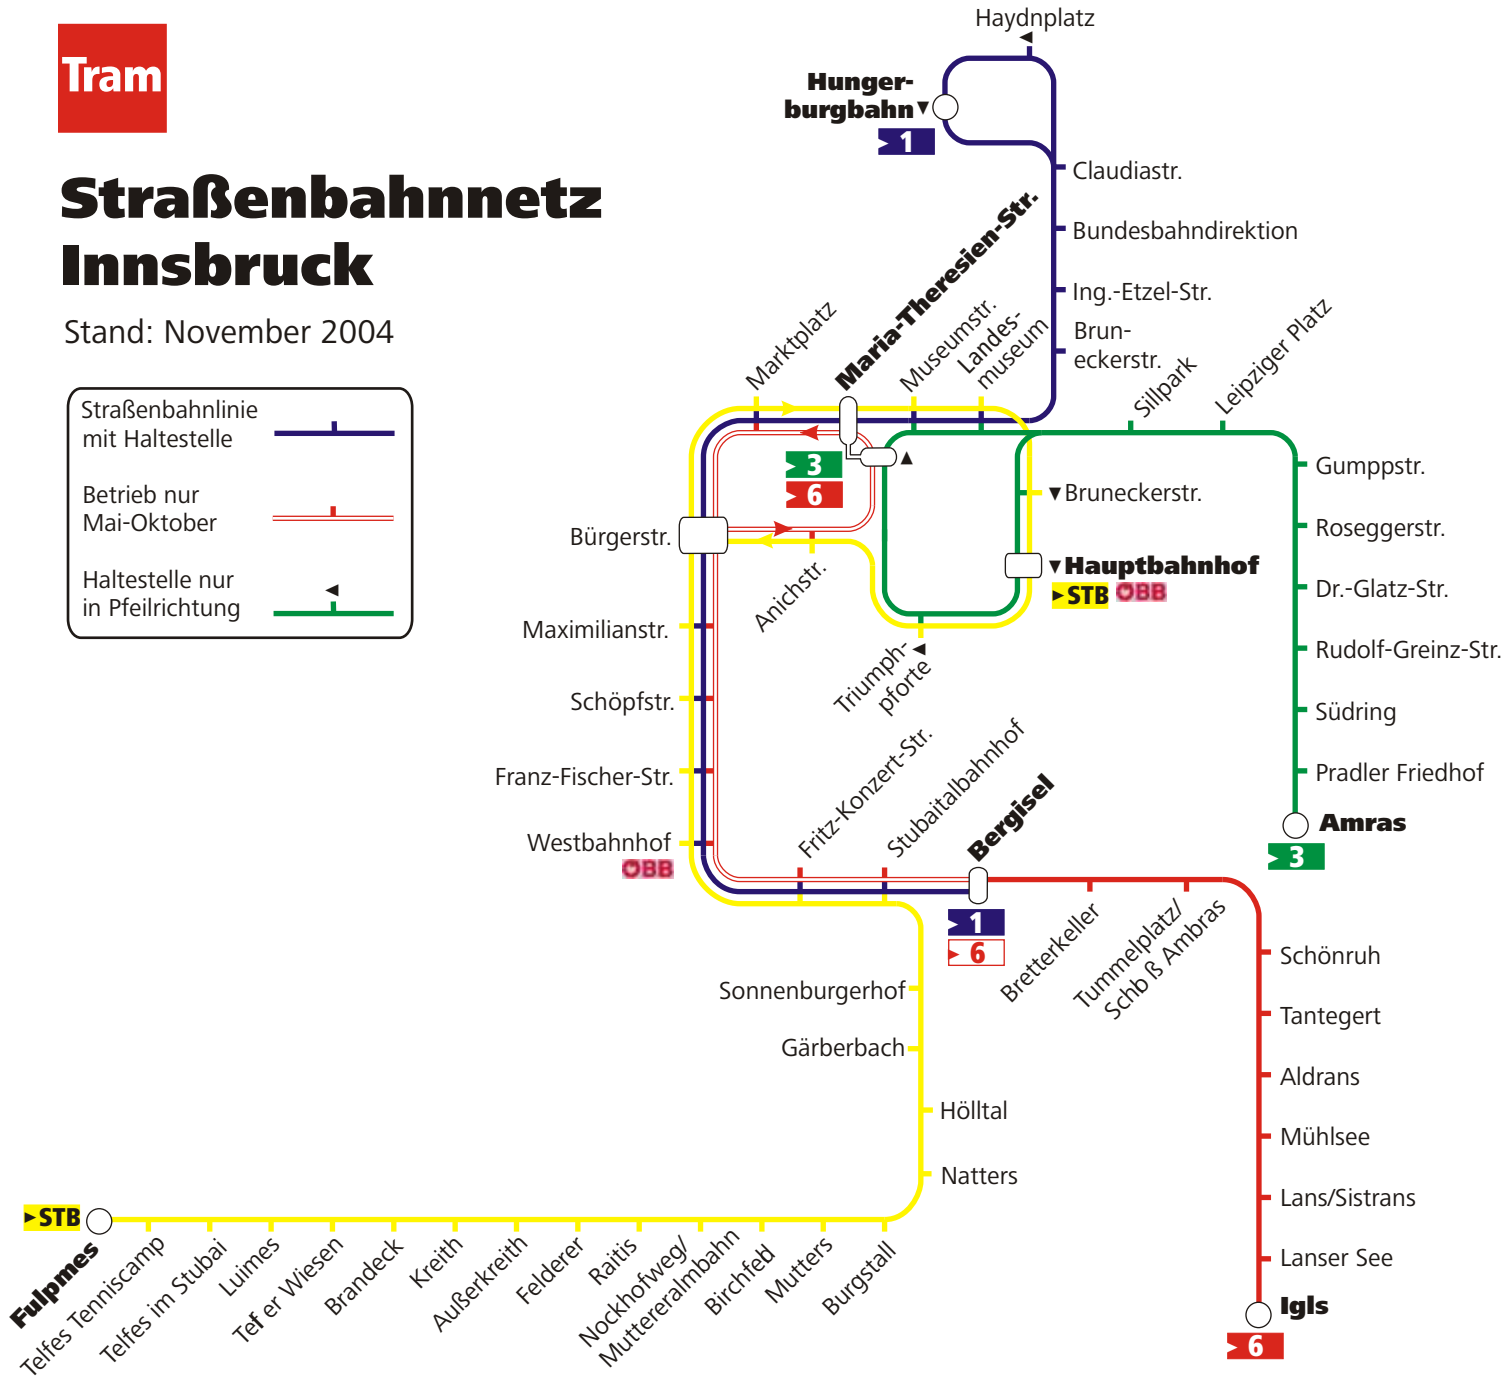 Tram
Straßenbahnnetz
Innsbruck
Stand: November 2004
Straßenbahnlinie
mit Haltestelle
Betrieb nur
Mai-Oktober
Haltestelle nur
in Pfeilrichtung
Haydnplatz
Hunger-
burgbahn
1
Claudiastr.
Bundesbahndirektion
Ing.-Etzel-Str.
Brun-
eckerstr.
Marktplatz
Maria-Theresien-Str.
Museumstr.
Landes-
museum
Sillpark
Leipziger Platz
3
6
Gumppstr.
Roseggerstr.
Dr.-Glatz-Str.
Rudolf-Greinz-Str.
Südring
Pradler Friedhof
Amras
3
Bruneckerstr.
Hauptbahnhof
STB ÖBB
Bürgerstr.
Anichstr.
Triumph-
pforte
Maximilianstr.
Schöpfstr.
Franz-Fischer-Str.
Westbahnhof
ÖBB
Fritz-Konzert-Str.
Stubaitalbahnhof
Bergisel
1
6
Bretterkeller
Tummelplatz/
Schb ß Ambras
Schönruh
Tantegert
Aldrans
Mühlsee
Lans/Sistrans
Lanser See
Igls
6
Sonnenburgerhof
Gärberbach
Hölltal
Natters
STB
Fulpmes
Telfes Tenniscamp
Telfes im Stubai
Luimes
Telfer Wiesen
Brandeck
Kreith
Außerkreith
Felderer
Raitis
Nockhofweg/
Muttereralmbahn
Birchfeld
Mutters
Burgstall